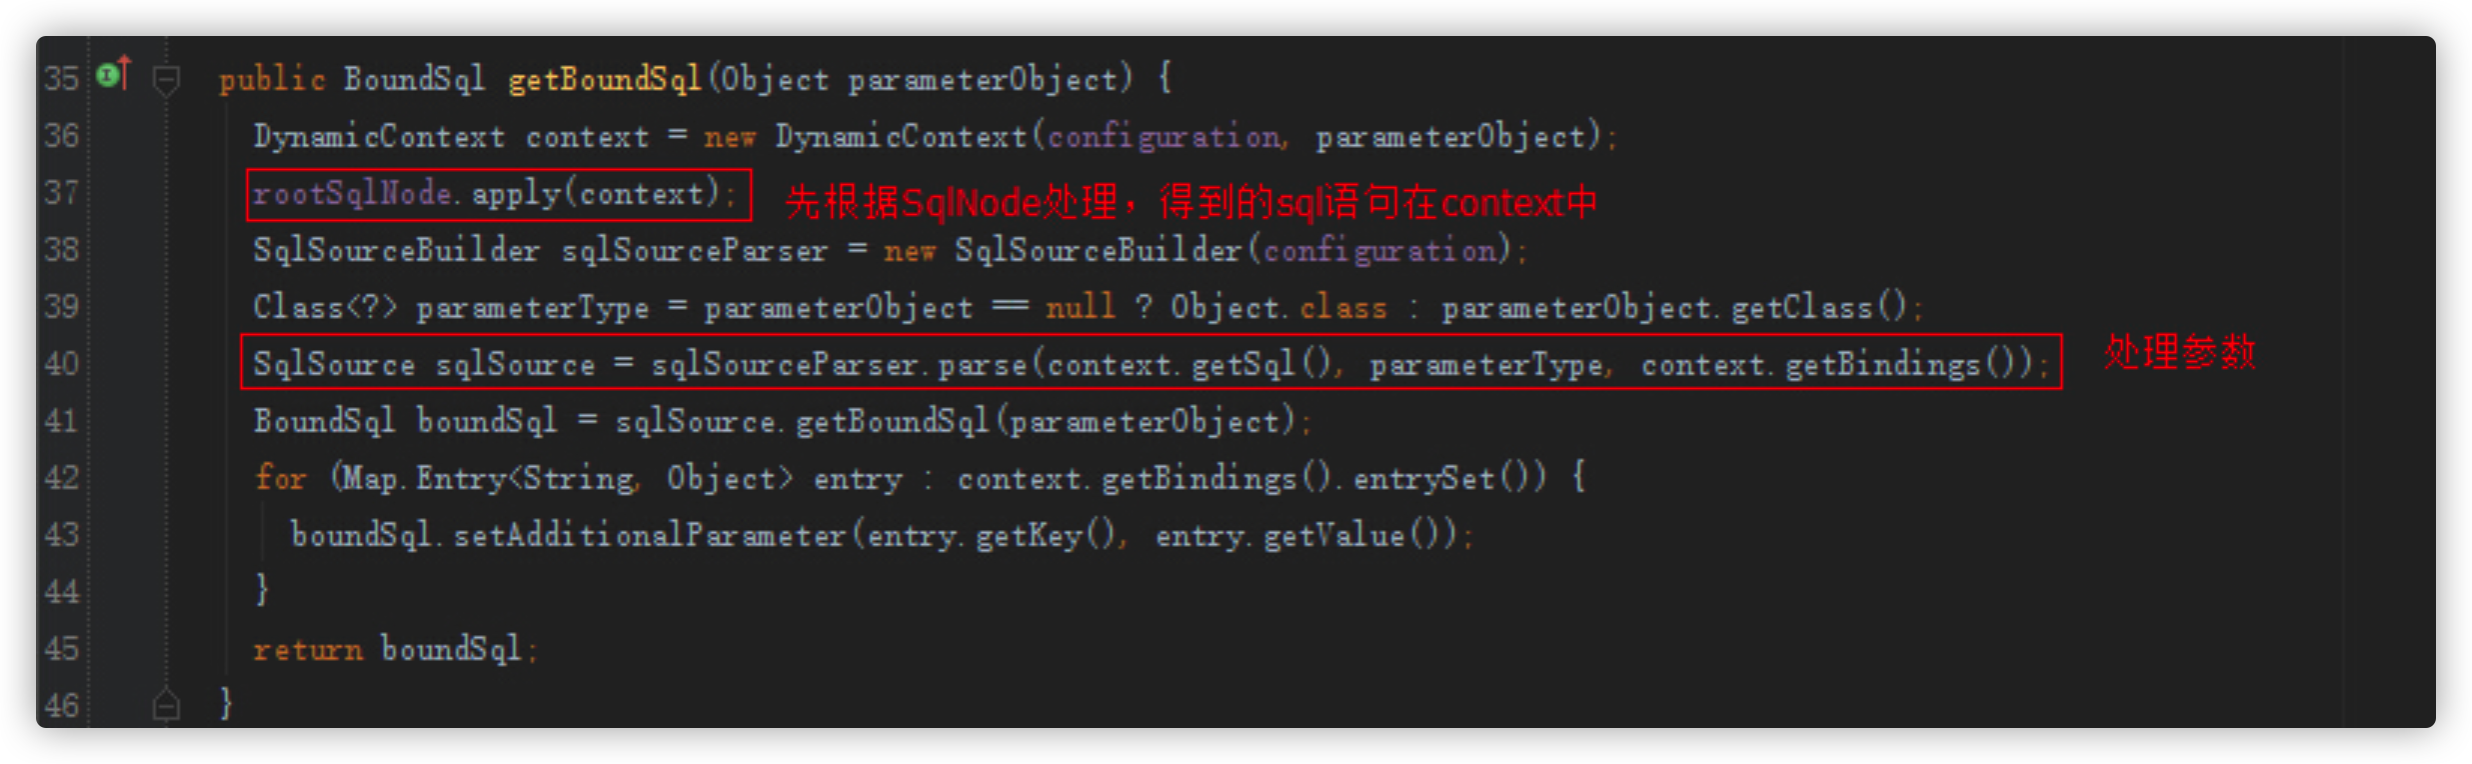 35 public BoundSql getBoundSql(Object parameterObject) {
36 DynamicContext context = new DynamicContext(configuration, parameterObject);
37 rootSqlNode.apply(context); 先根据SqlNode处理，得到的sql语句在context中
38 SqlSourceBuilder sqlSourceParser = new SqlSourceBuilder(configuration);
39 Class<?> parameterType = parameterObject == null ? Object.class : parameterObject.getClass();
40 SqlSource sqlSource = sqlSourceParser.parse(context.getSql(), parameterType, context.getBindings()); 处理参数
41 BoundSql boundSql = sqlSource.getBoundSql(parameterObject);
42 for (Map.Entry<String, Object> entry : context.getBindings().entrySet()) {
43 boundSql.setAdditionalParameter(entry.getKey(), entry.getValue());
44 }
45 return boundSql;
46 }